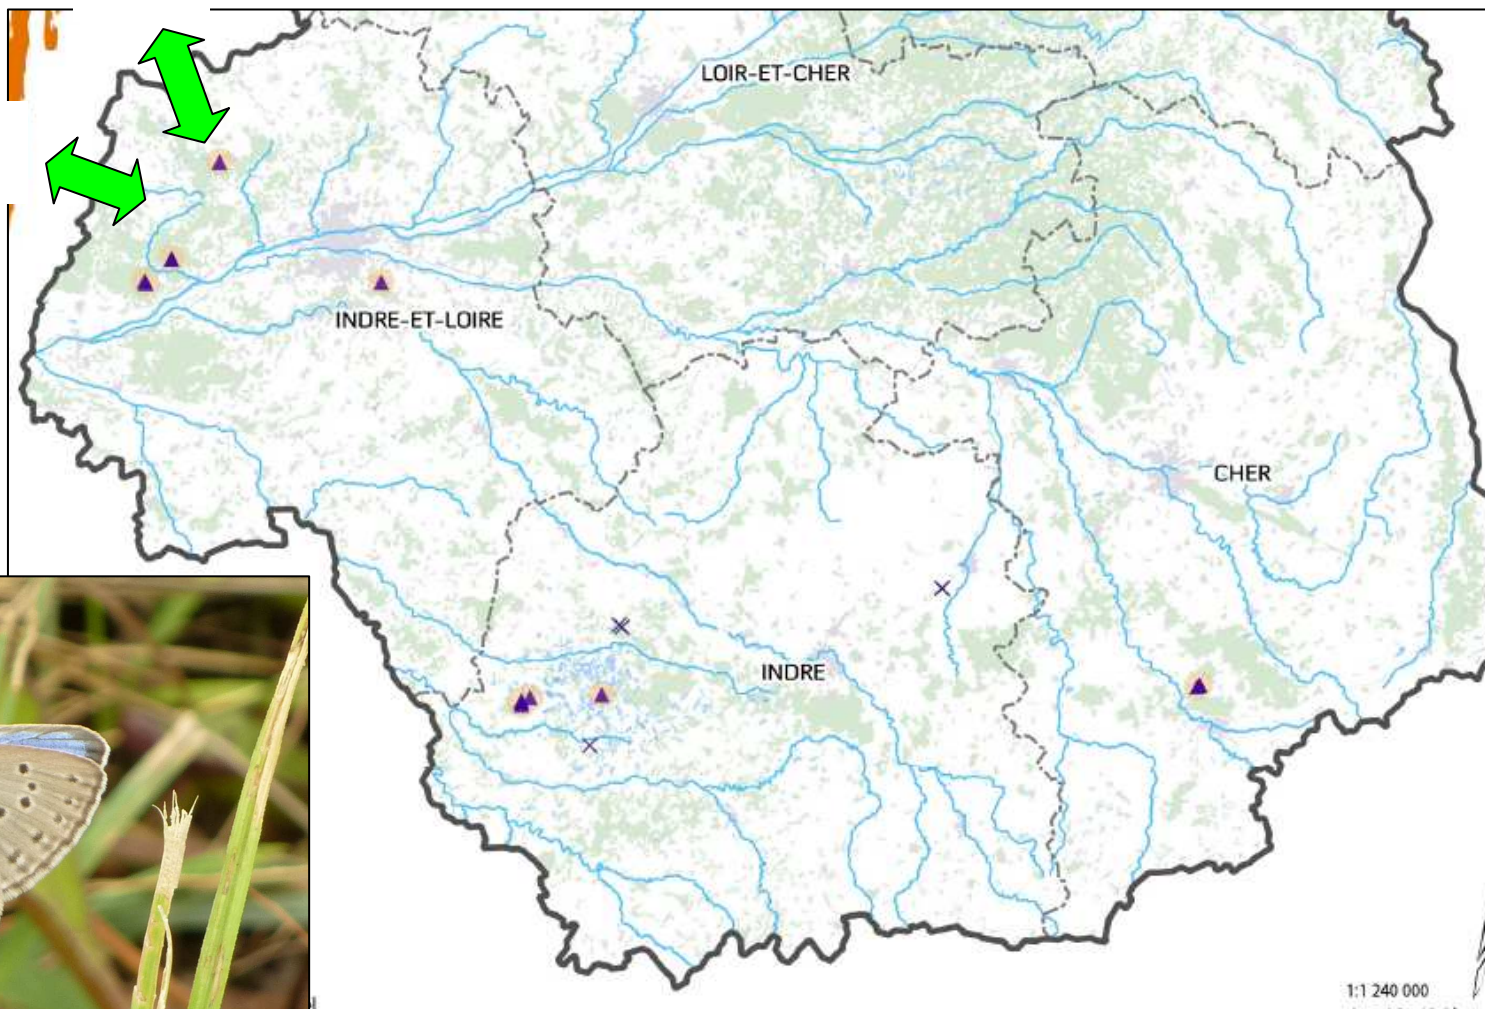 LOIR-ET-CHER
INDRE-ET-LOIRE
CHER
INDRE
1:1 240 000